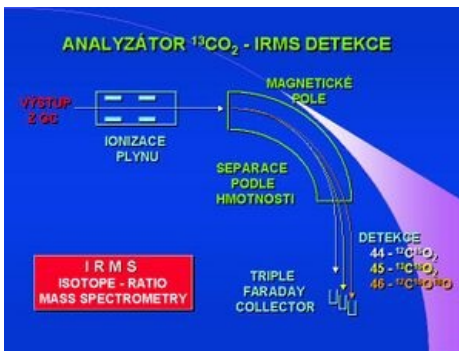 ANALYZÁTOR ¹³CO₂ - IRMS DETEKCE
MAGNETICKÉ
POLE
VÝSTUP
Z GC
IONIZACE
PLYNU
SEPARACE
PODLE
HMOTNOSTI
DETEKCE
44 - ¹²C¹⁶O₂
45 - ¹³C¹⁶O₂
46 - ¹²C¹⁶O¹⁸O
I R M S
ISOTOPE - RATIO
MASS SPECTROMETRY
TRIPLE
FARADAY
COLLECTOR